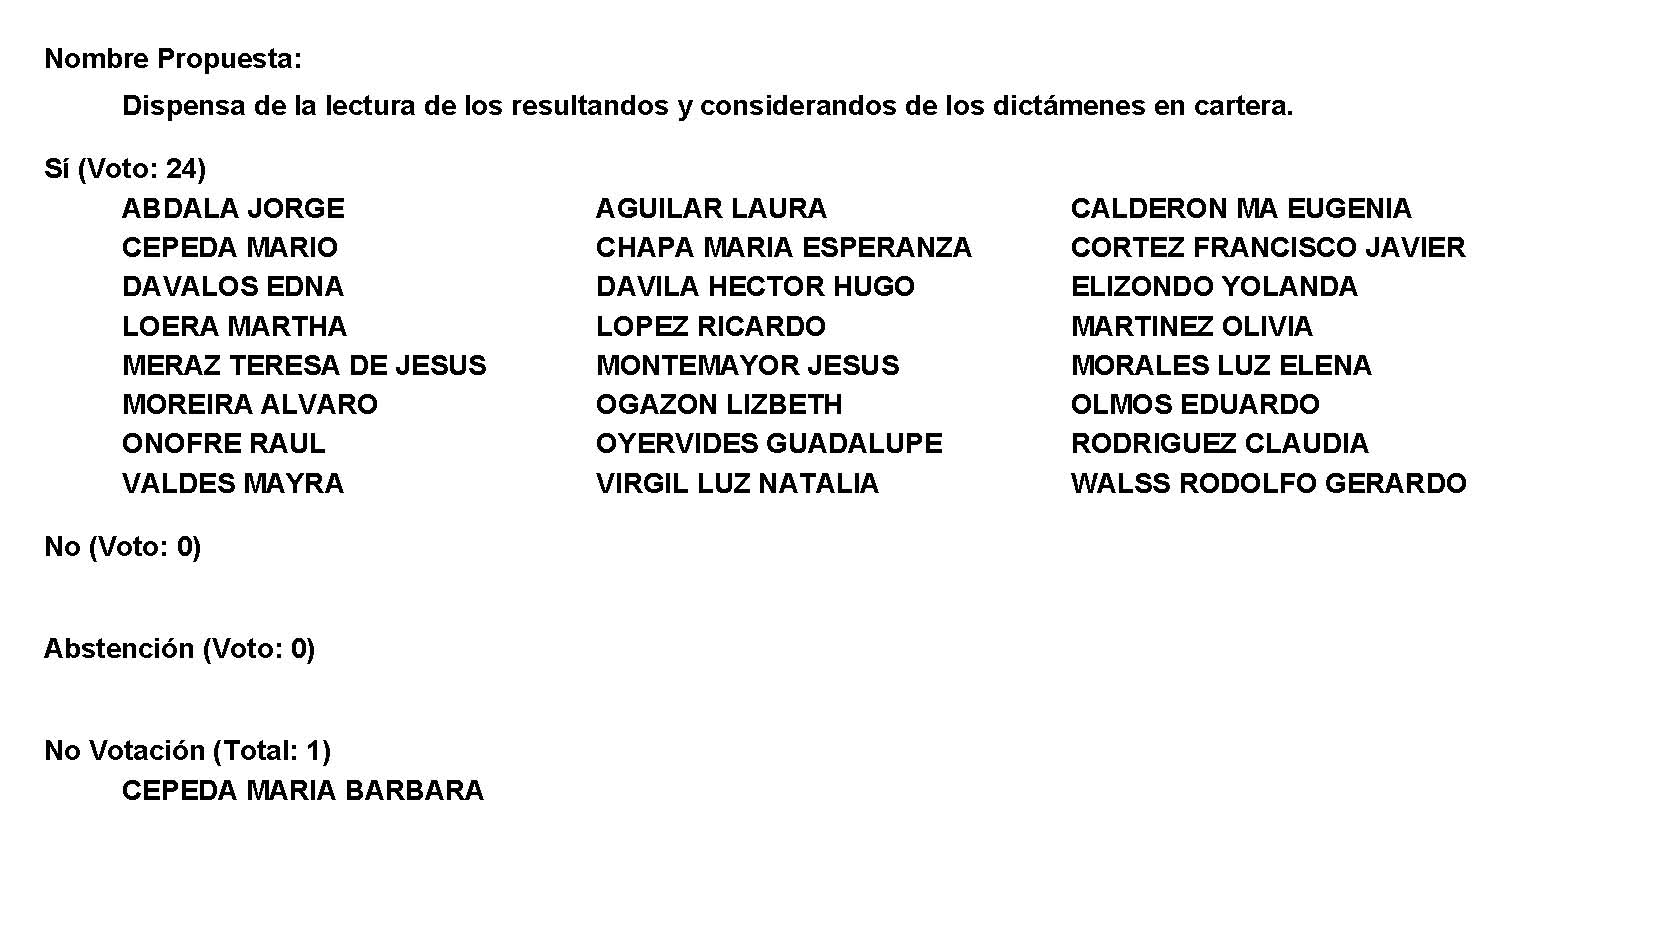 Nombre Propuesta:
Dispensa de la lectura de los resultandos y considerandos de los dictámenes en cartera.
Sí (Voto: 24)
ABDALA JORGE AGUILAR LAURA CALDERON MA EUGENIA
CEPEDA MARIO CHAPA MARIA ESPERANZA CORTEZ FRANCISCO JAVIER
DAVALOS EDNA DAVILA HECTOR HUGO ELIZONDO YOLANDA
LOERA MARTHA LOPEZ RICARDO MARTINEZ OLIVIA
MERAZ TERESA DE JESUS MONTEMAYOR JESUS MORALES LUZ ELENA
MOREIRA ALVARO OGAZON LIZBETH OLMOS EDUARDO
ONOFRE RAUL OYERVIDES GUADALUPE RODRIGUEZ CLAUDIA
VALDES MAYRA VIRGIL LUZ NATALIA WALSS RODOLFO GERARDO
No (Voto: 0)
Abstención (Voto: 0)
No Votación (Total: 1)
CEPEDA MARIA BARBARA